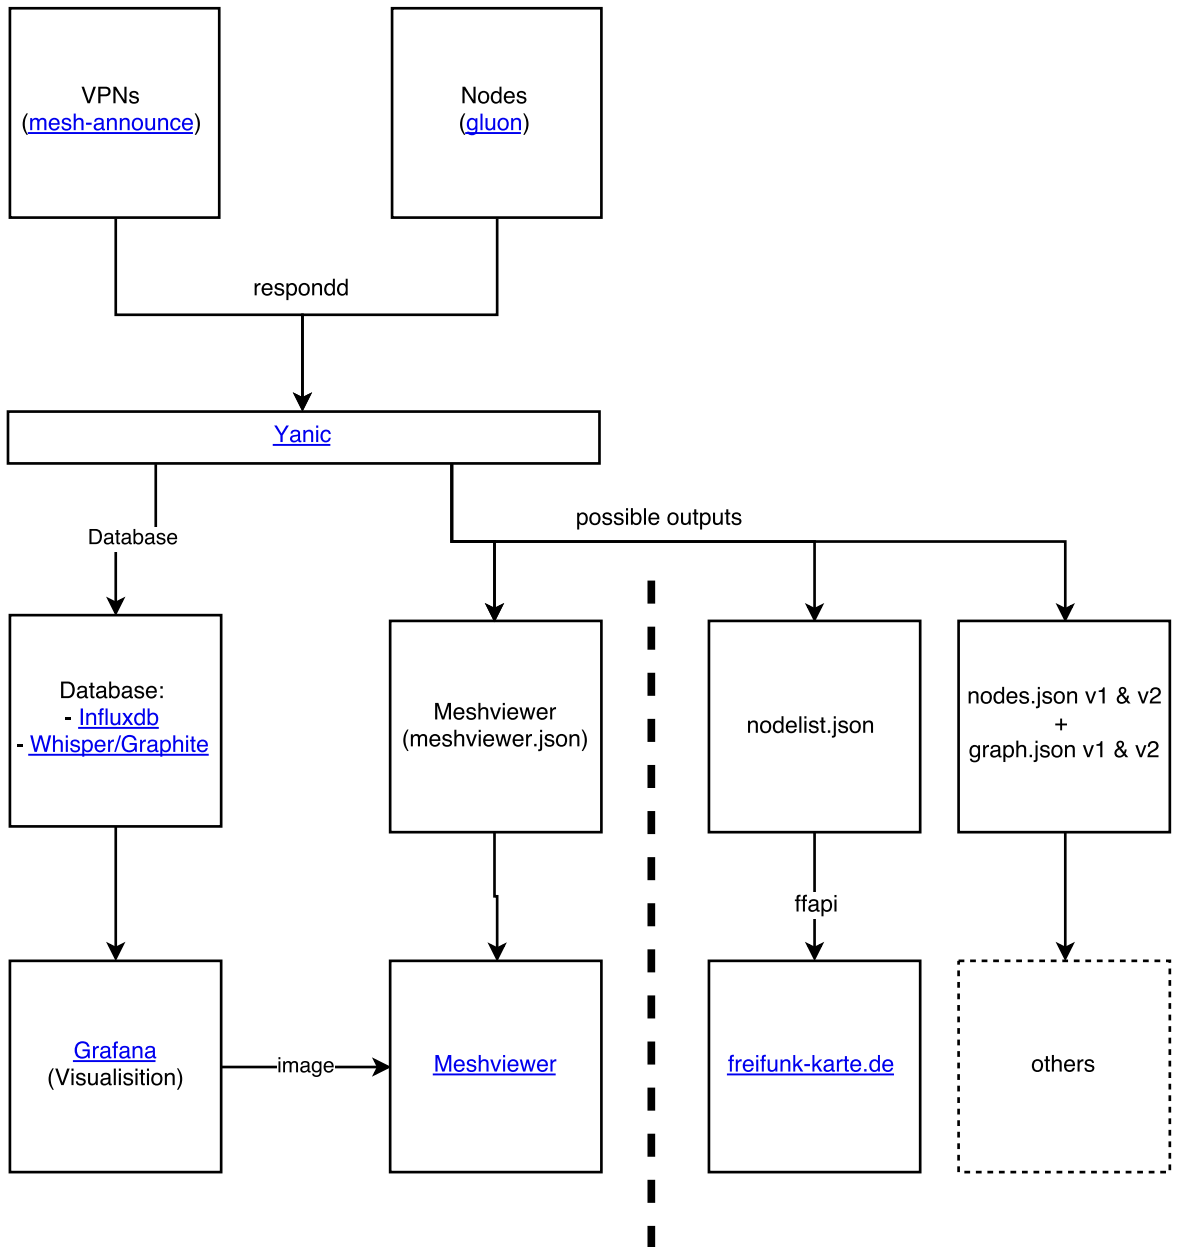 VPNs
(mesh-announce)
Nodes
(gluon)
respondd
Yanic
possible outputs
Database
Database:
- Influxdb
- Whisper/Graphite
Meshviewer
(meshviewer.json)
nodelist.json
nodes.json v1 & v2
+
graph.json v1 & v2
ffapi
Grafana
(Visualisition)
image
Meshviewer
freifunk-karte.de
others